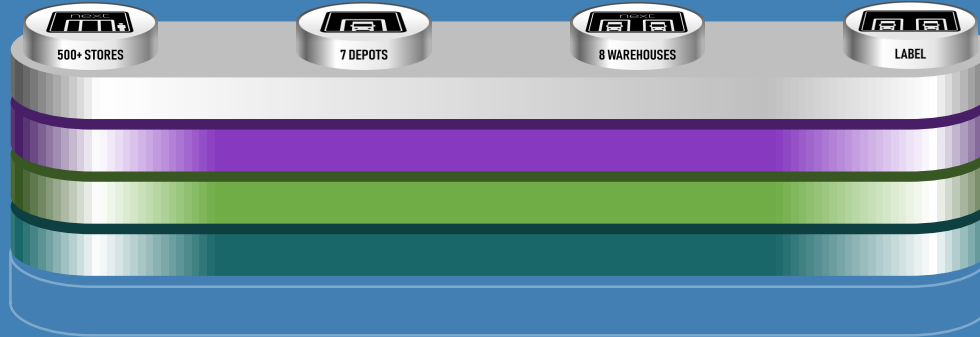 next
500+ STORES
7 DEPOTS
next
8 WAREHOUSES
LABEL